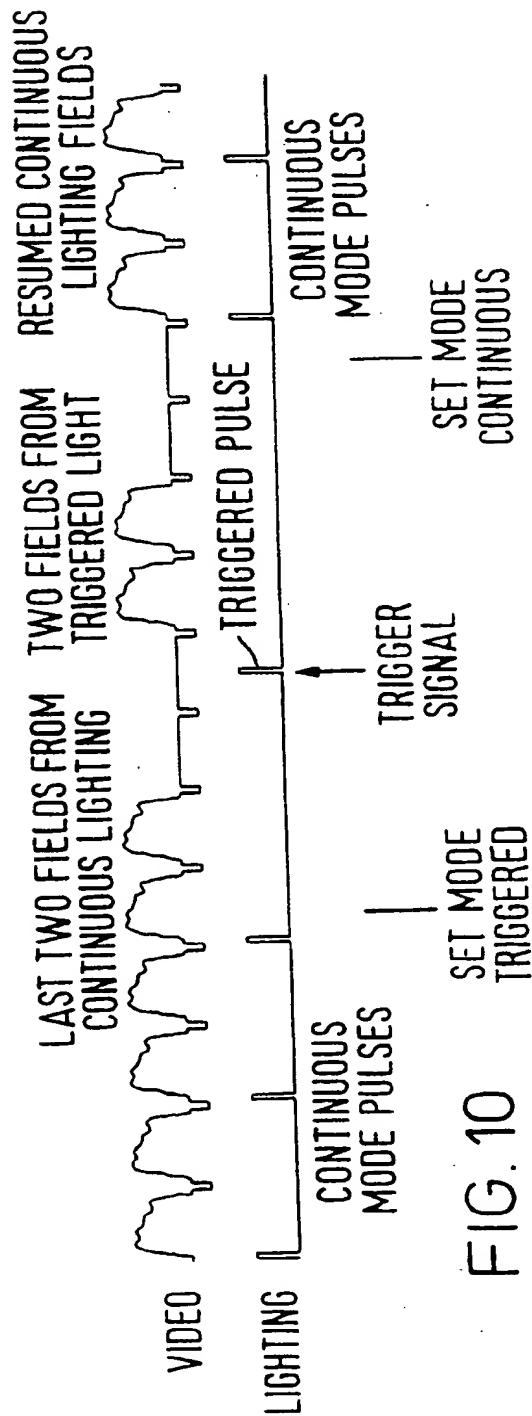 LAST TWO FIELDS FROM
CONTINUOUS LIGHTING
TWO FIELDS FROM
TRIGGERED LIGHT
RESUMED CONTINUOUS
LIGHTING FIELDS
VIDEO
LIGHTING
TRIGGERED PULSE
CONTINUOUS
MODE PULSES
CONTINUOUS
MODE PULSES
SET MODE
TRIGGERED
TRIGGER
SIGNAL
SET MODE
CONTINUOUS
FIG. 10